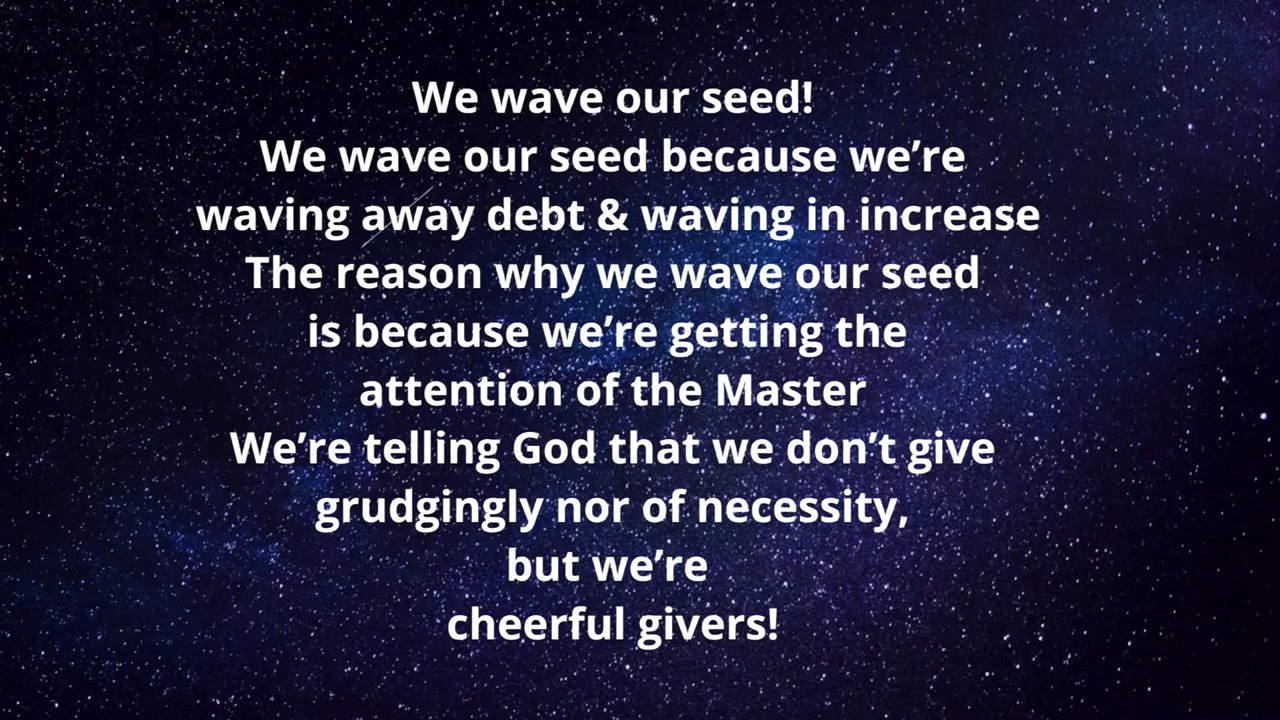 We wave our seed!
We wave our seed because we’re
waving away debt & waving in increase
The reason why we wave our seed
is because we’re getting the
attention of the Master
We’re telling God that we don’t give
grudgingly nor of necessity,
but we’re
cheerful givers!